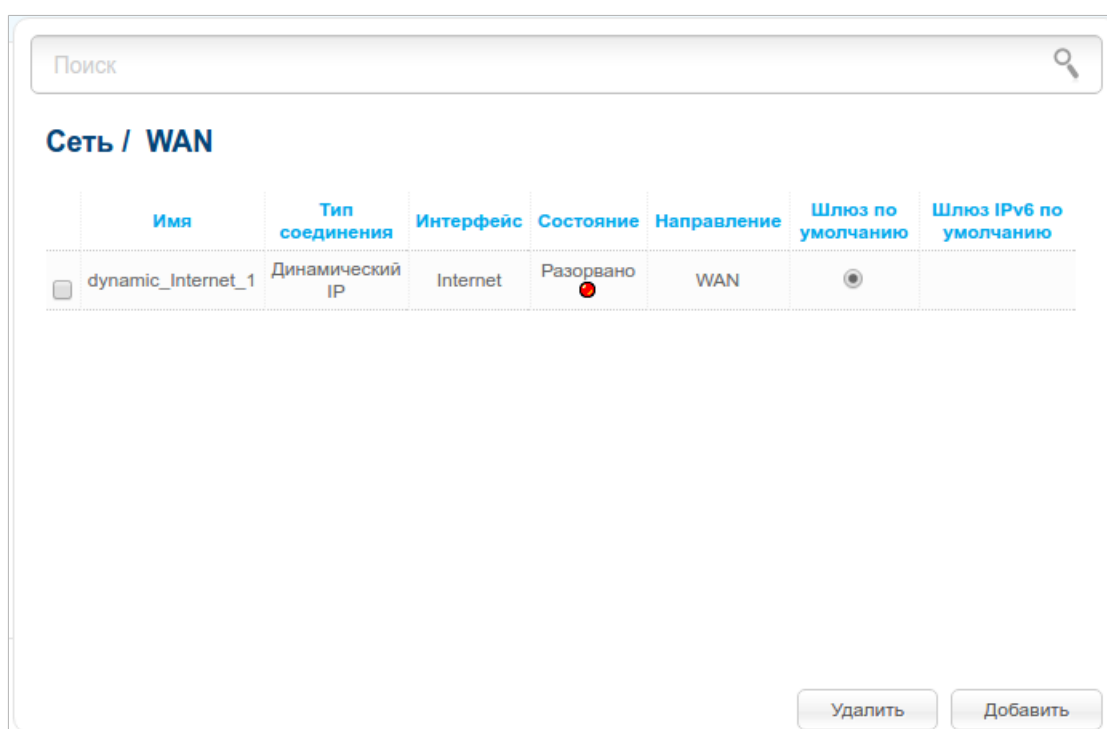 Поиск
Сеть / WAN
Имя Тип соединения Интерфейс Состояние Направление Шлюз по умолчанию Шлюз IPv6 по умолчанию
dynamic_Internet_1 Динамический IP Internet Разорвано WAN
Удалить Добавить